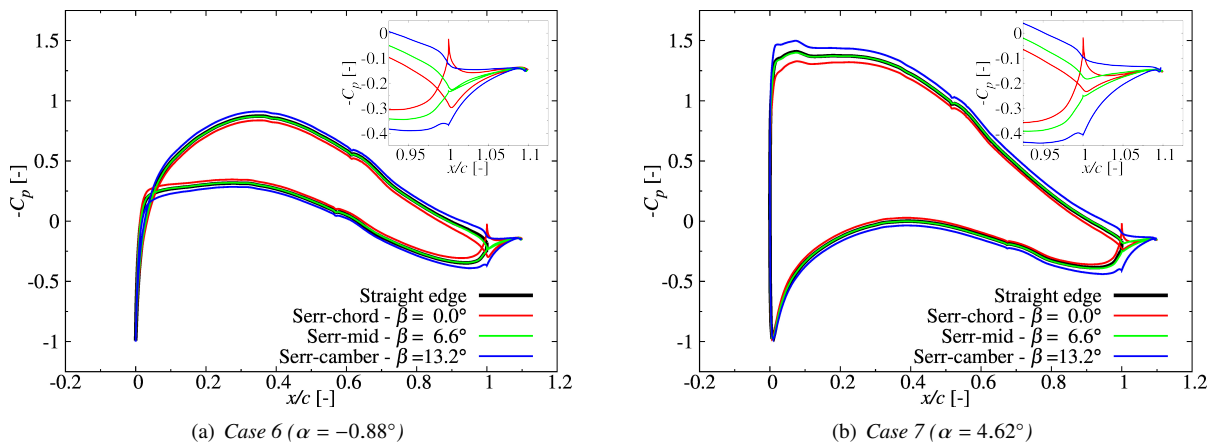 1.5
1
0.5
0
-0.5
-1
-Cp [-]
-0.2 0 0.2 0.4 0.6 0.8 1 1.2
x/c [-]
0
-0.1
-0.2
-0.3
-0.4
-Cp [-]
0.95 1 1.05 1.1
x/c [-]
Straight edge
Serr-chord - β = 0.0°
Serr-mid - β = 6.6°
Serr-camber - β =13.2°
(a) Case 6 (α = −0.88°)
1.5
1
0.5
0
-0.5
-1
-Cp [-]
-0.2 0 0.2 0.4 0.6 0.8 1 1.2
x/c [-]
0
-0.1
-0.2
-0.3
-0.4
-Cp [-]
0.95 1 1.05 1.1
x/c [-]
Straight edge
Serr-chord - β = 0.0°
Serr-mid - β = 6.6°
Serr-camber - β =13.2°
(b) Case 7 (α = 4.62°)